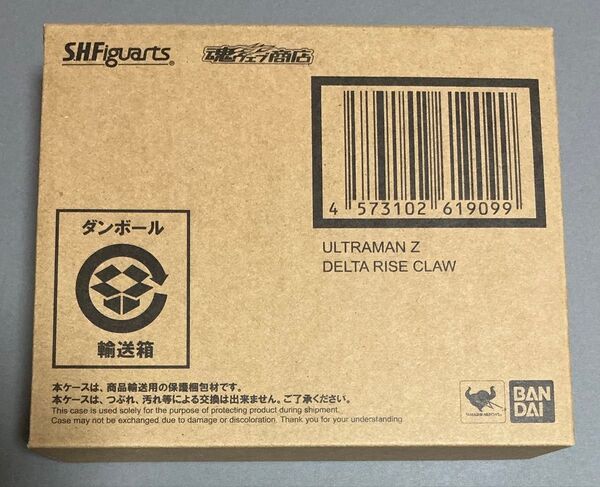 S.H.Figuarts®
魂ウェブ商店
4 573102 619099
ULTRAMAN Z
DELTA RISE CLAW
ダンボール
輸送箱
本ケースは、商品輸送用の保護梱包材です。
本ケースは、つぶれ、汚れ等による交換は出来ません。ご了承ください。
This case is used solely for the purpose of protecting product during shipment.
Case may not be exchanged due to damage or discoloration. Thank you for your understanding
BAN
DAI